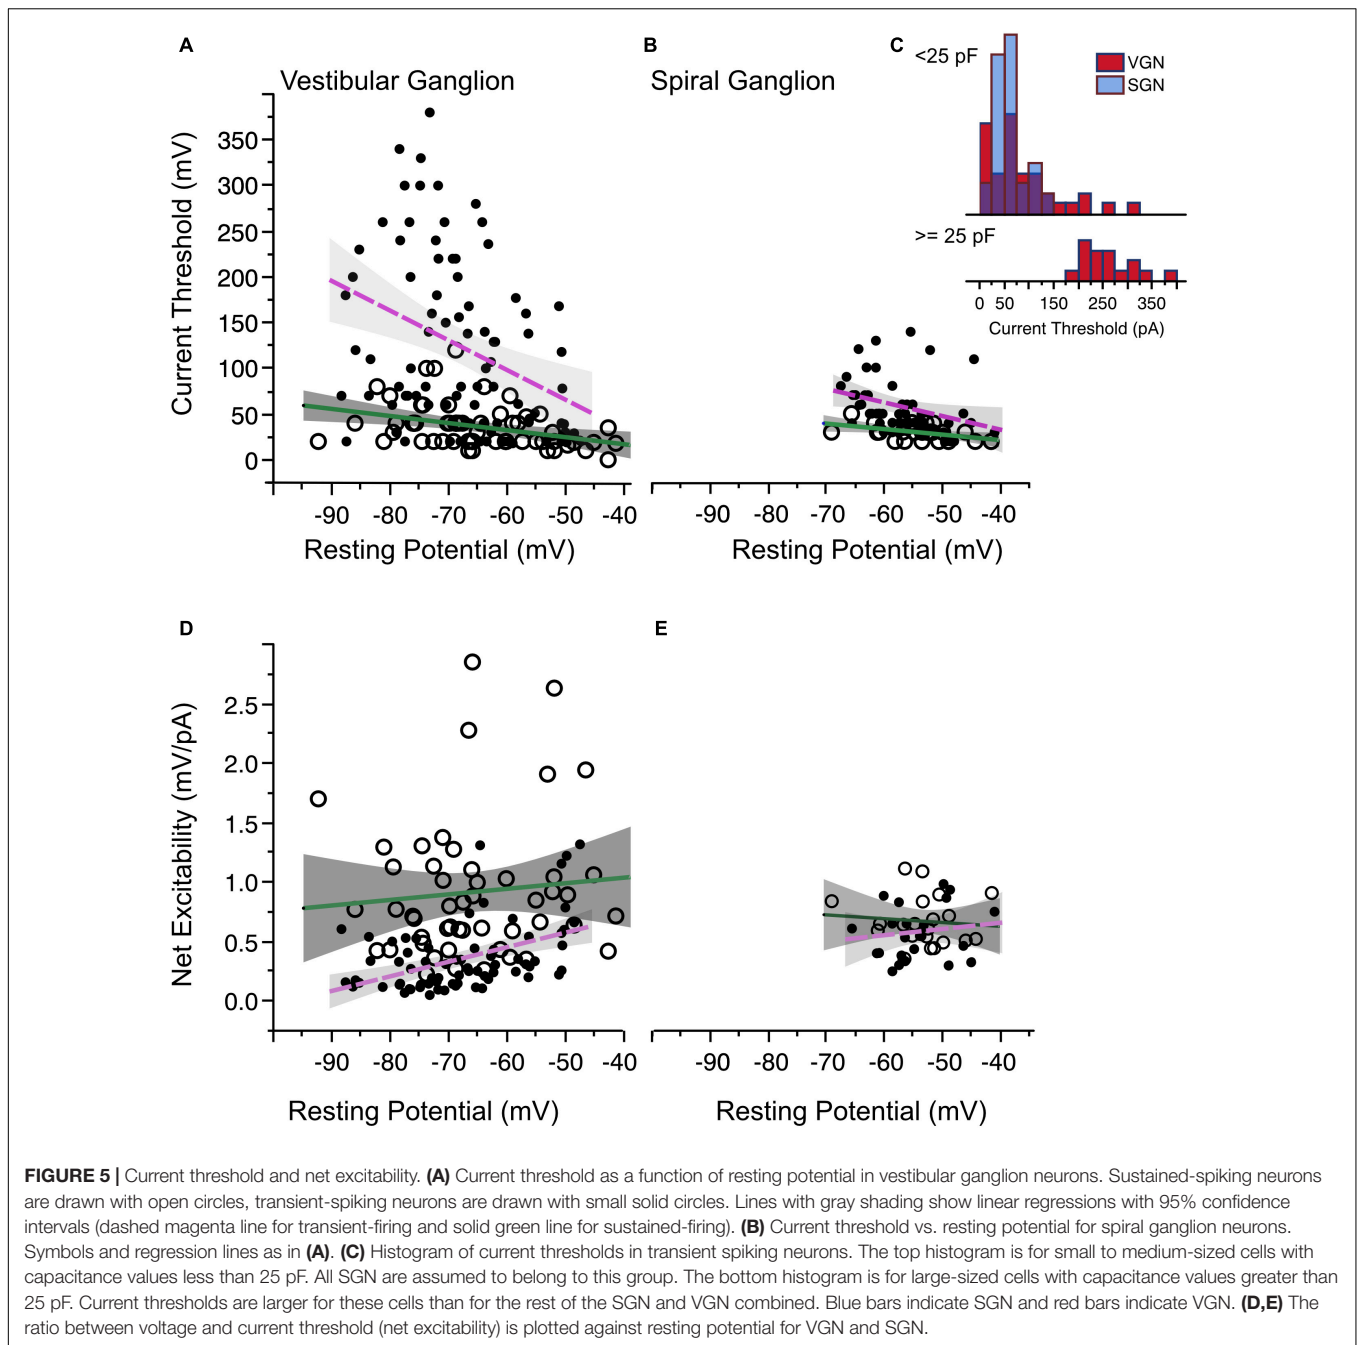 A
B
C
Vestibular Ganglion
Spiral Ganglion
<25 pF
VGN
SGN
>= 25 pF
0 50 150 250 350
Current Threshold (pA)
Current Threshold (mV)
350
300
250
200
150
100
50
0
-90 -80 -70 -60 -50 -40
Resting Potential (mV)
-90 -80 -70 -60 -50 -40
Resting Potential (mV)
D
E
Net Excitability (mV/pA)
2.5
2.0
1.5
1.0
0.5
0.0
-90 -80 -70 -60 -50 -40
Resting Potential (mV)
-90 -80 -70 -60 -50 -40
Resting Potential (mV)
FIGURE 5 | Current threshold and net excitability. (A) Current threshold as a function of resting potential in vestibular ganglion neurons. Sustained-spiking neurons
are drawn with open circles, transient-spiking neurons are drawn with small solid circles. Lines with gray shading show linear regressions with 95% confidence
intervals (dashed magenta line for transient-firing and solid green line for sustained-firing). (B) Current threshold vs. resting potential for spiral ganglion neurons.
Symbols and regression lines as in (A). (C) Histogram of current thresholds in transient spiking neurons. The top histogram is for small to medium-sized cells with
capacitance values less than 25 pF. All SGN are assumed to belong to this group. The bottom histogram is for large-sized cells with capacitance values greater than
25 pF. Current thresholds are larger for these cells than for the rest of the SGN and VGN combined. Blue bars indicate SGN and red bars indicate VGN. (D,E) The
ratio between voltage and current threshold (net excitability) is plotted against resting potential for VGN and SGN.